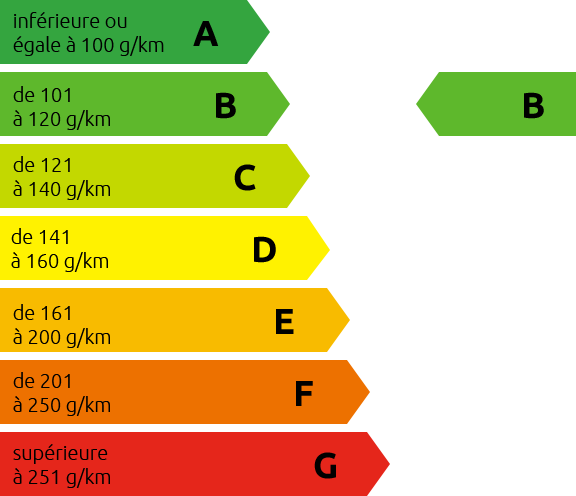 inférieure ou
égale à 100 g/km
A
de 101
à 120 g/km
B
B
de 121
à 140 g/km
C
de 141
à 160 g/km
D
de 161
à 200 g/km
E
de 201
à 250 g/km
F
supérieure
à 251 g/km
G